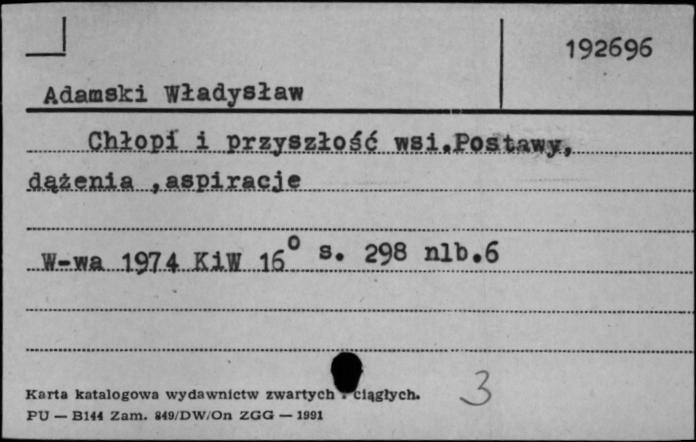 192696
Adamski Władysław
Chłopi i przyszłość wsi.Postawy,
dążenia ,aspiracje
W-wa 1974 KiW 16° s. 298 nlb.6
Karta katalogowa wydawnictw zwartych i ciągłych.
3
PU — B144 Zam. 849/DW/On ZGG — 1991